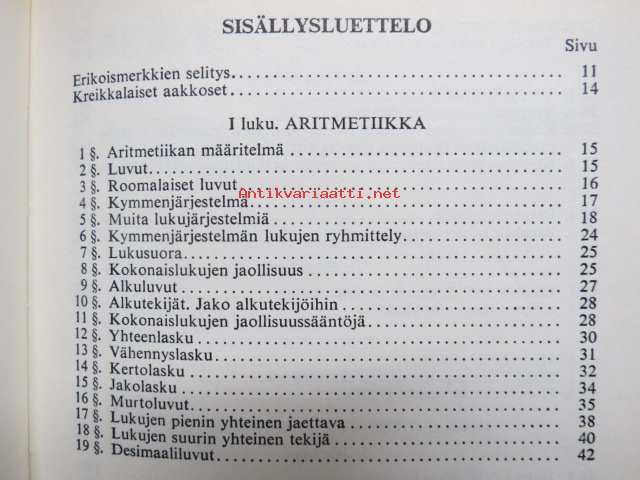 SISÄLLYSLUETTELO
Sivu
Erikoismerkkien selitys 11
Kreikkalaiset aakkoset 14
I luku. ARITMETIIKKA
1 §. Aritmetiikan määritelmä 15
2 §. Luvut 15
3 §. Roomalaiset luvut 16
Antikvariaatti.net
4 §. Kymmenjärjestelmä 17
5 §. Muita lukujärjestelmiä 18
6 §. Kymmenjärjestelmän lukujen ryhmittely 24
7 §. Lukusuora 25
8 §. Kokonaislukujen jaollisuus 25
9 §. Alkuluvut 27
10 §. Alkutekijät. Jako alkutekijöihin 28
11 §. Kokonaislukujen jaollisuussääntöjä 28
12 §. Yhteenlasku 30
13 §. Vähennyslasku 31
14 §. Kertolasku 32
15 §. Jakolasku 34
16 §. Murtoluvut 35
17 §. Lukujen pienin yhteinen jaettava 38
18 §. Lukujen suurin yhteinen tekijä 40
19 §. Desimaaliluvut 42